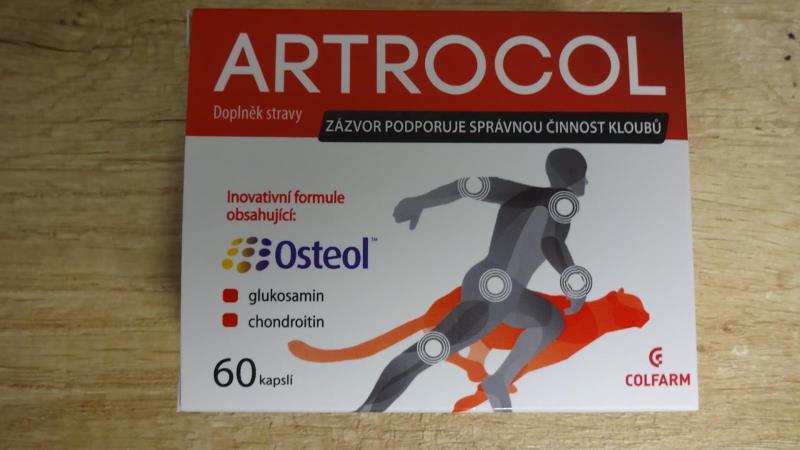 ARTROCOL
Doplněk stravy
ZÁZVOR PODPORUJE SPRÁVNOU ČINNOST KLOUBŮ
Inovativní formule
obsahující:
Osteol™
glukosamin
chondroitin
60 kapslí
COLFARM